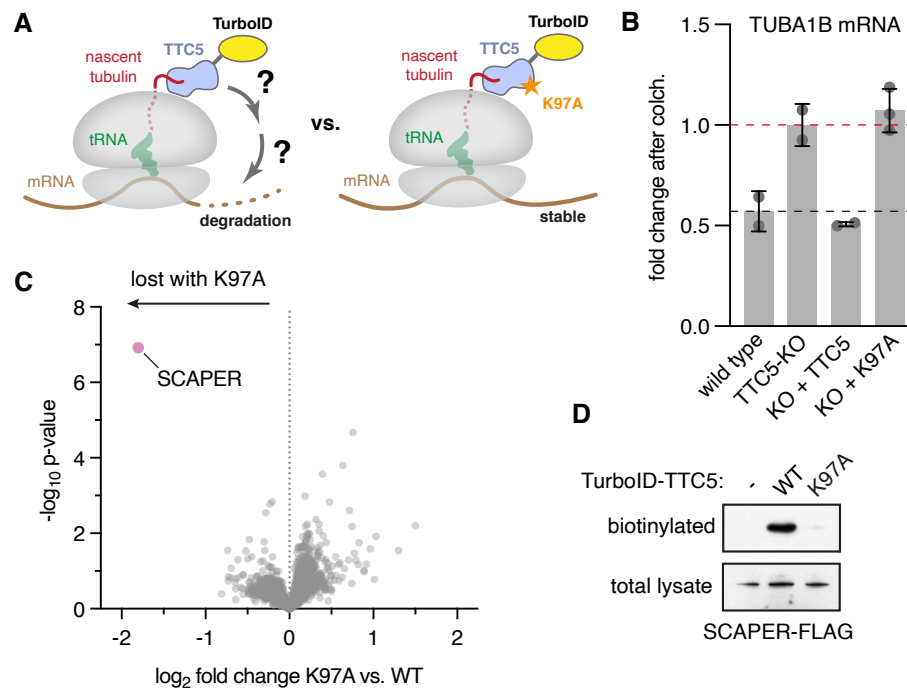 A
TurboID
TTC5
nascent
tubulin
?
?
tRNA
mRNA
degradation
vs.
TurboID
TTC5
nascent
tubulin
K97A
tRNA
mRNA
stable
B
TUBA1B mRNA
fold change after colch.
1.5
1.0
0.5
0.0
wild type
TTC5-KO
KO + TTC5
KO + K97A
C
lost with K97A
-log10 p-value
8
6
4
2
0
SCAPER
-2
-1
0
1
2
log2 fold change K97A vs. WT
D
TurboID-TTC5:
-
WT
K97A
biotinylated
total lysate
SCAPER-FLAG